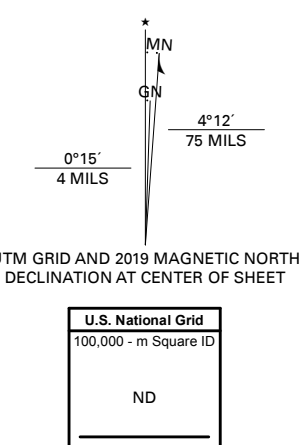 MN
GN
4°12´
75 MILS
0°15´
4 MILS
UTM GRID AND 2019 MAGNETIC NORTH
DECLINATION AT CENTER OF SHEET
U.S. National Grid
100,000 - m Square ID
ND